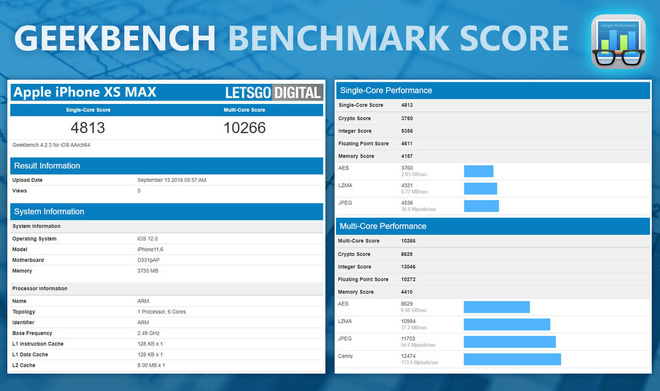 GEEKBENCH BENCHMARK SCORE
Apple iPhone XS MAX LETSGO DIGITAL
Single-Core Score Multi-Core Score
4813 10266
Geekbench 4.2.3 for iOS AArch64
Result Information
Upload Date September 13 2018 05:57 AM
Views 5
System Information
System Information
Operating System iOS 12.0
Model iPhone11,6
Motherboard D331pAP
Memory 3735 MB
Processor Information
Name ARM
Topology 1 Processor, 6 Cores
Identifier ARM
Base Frequency 2.49 GHz
L1 Instruction Cache 128 KB x 1
L1 Data Cache 128 KB x 1
L2 Cache 8.00 MB x 1
Single-Core Performance
Single-Core Score 4813
Crypto Score 3760
Integer Score 5356
Floating Point Score 4611
Memory Score 4157
AES 3760
2.83 GB/sec
LZMA 4331
6.77 MB/sec
JPEG 4536
36.5 Mpixels/sec
Multi-Core Performance
Multi-Core Score 10266
Crypto Score 8629
Integer Score 13046
Floating Point Score 10272
Memory Score 4410
AES 8629
6.50 GB/sec
LZMA 10994
17.2 MB/sec
JPEG 11753
94.6 Mpixels/sec
Canny 12474
173.0 Mpixels/sec